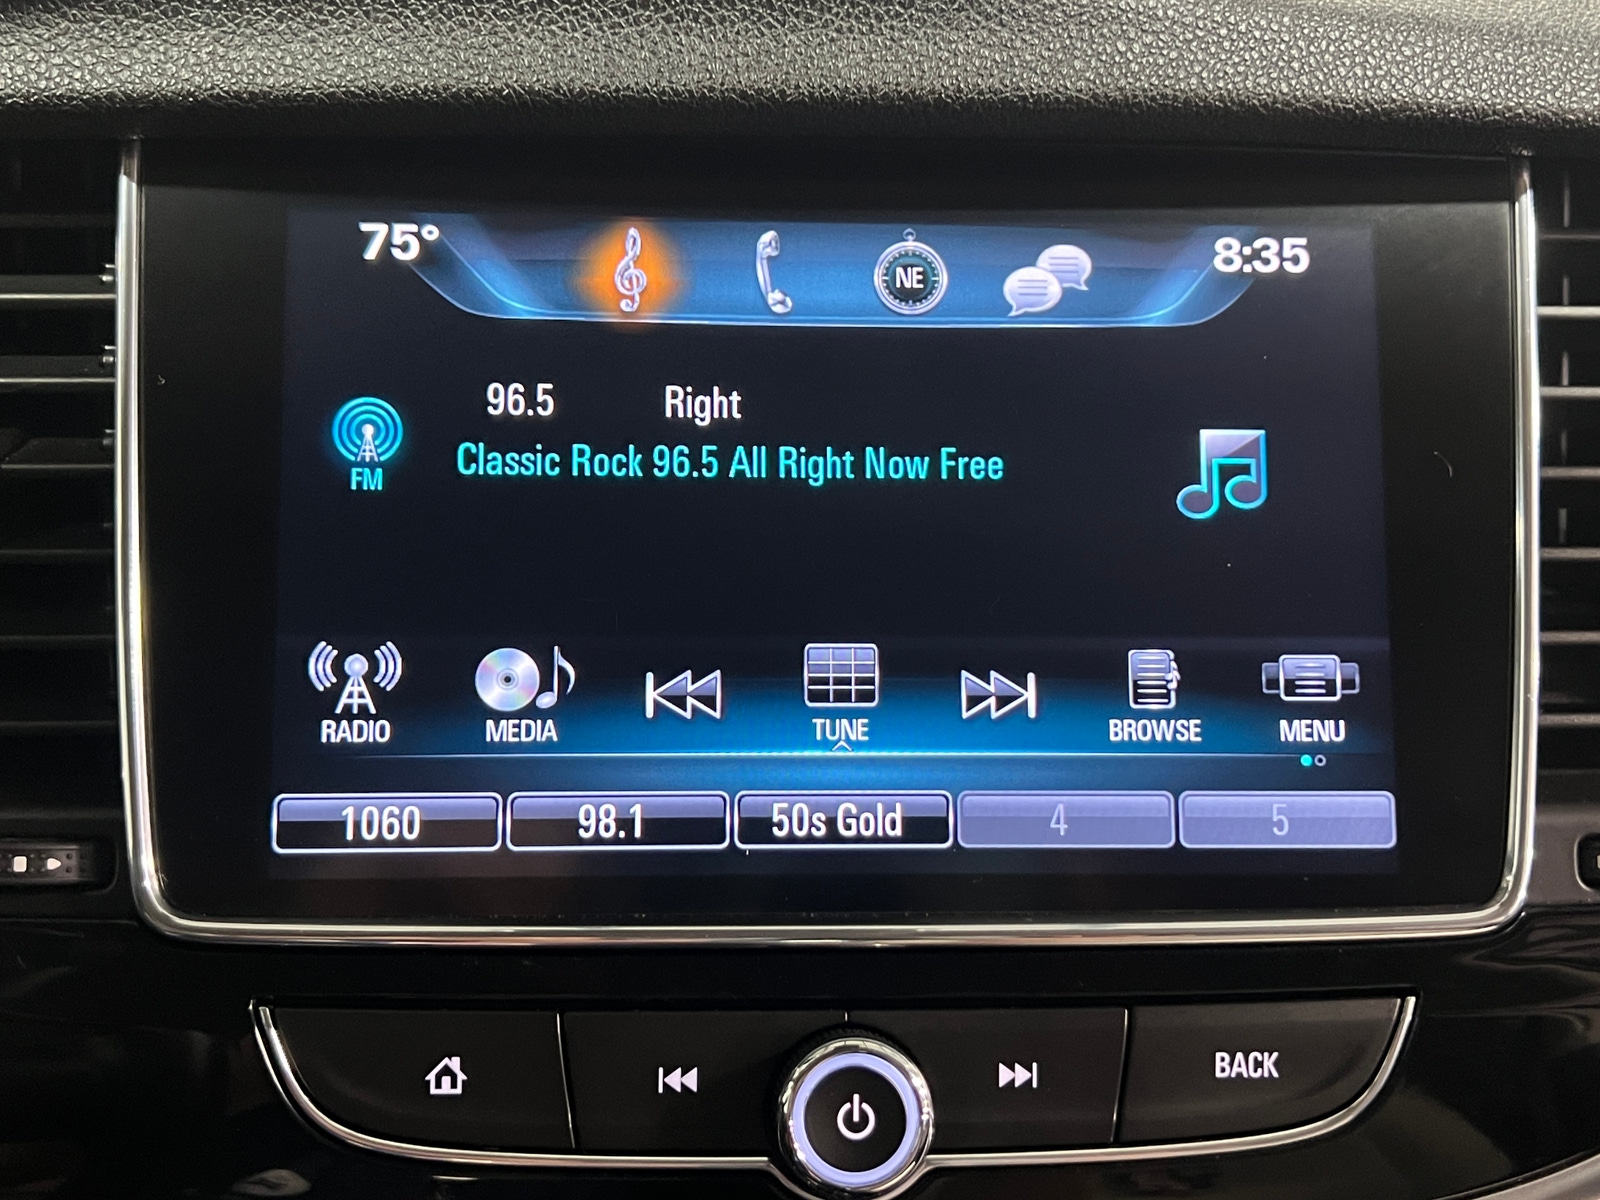 75° NE 8:35
96.5 Right
FM Classic Rock 96.5 All Right Now Free
RADIO MEDIA TUNE BROWSE MENU
1060 98.1 50s Gold 4 5
BACK